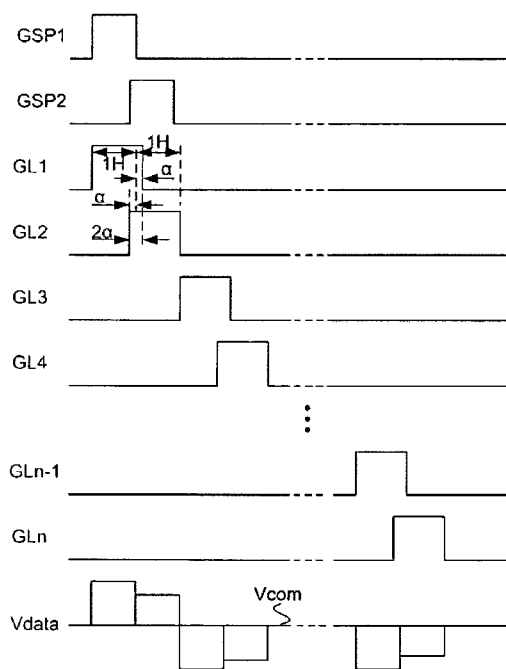 GSP1
GSP2
1H
GL1
1H
α
α
GL2
2α
GL3
GL4
GLn-1
GLn
Vcom
Vdata